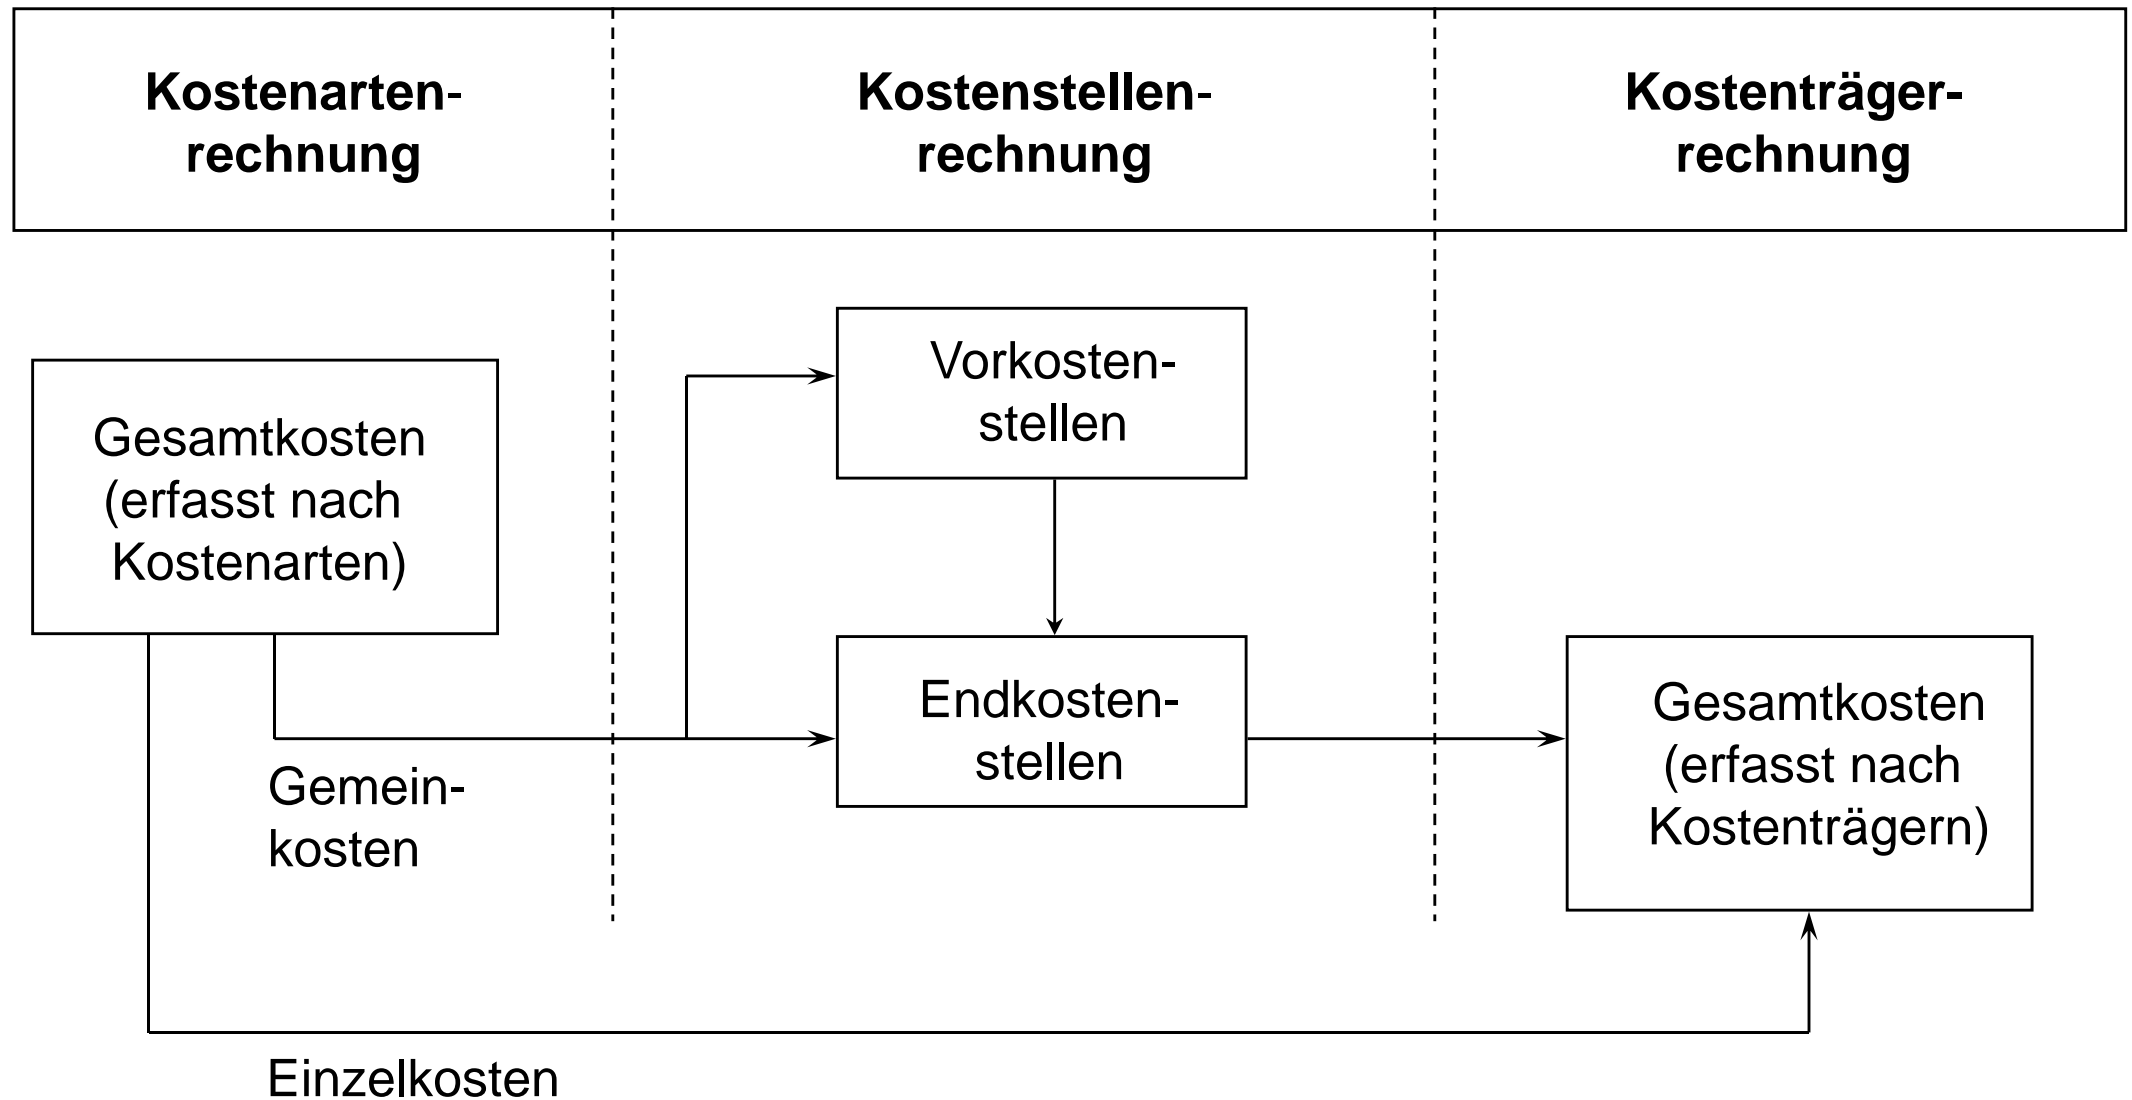 Kostenarten-
rechnung
Kostenstellen-
rechnung
Kostenträger-
rechnung
Gesamtkosten
(erfasst nach
Kostenarten)
Vorkosten-
stellen
Endkosten-
stellen
Gesamtkosten
(erfasst nach
Kostenträgern)
Gemein-
kosten
Einzelkosten